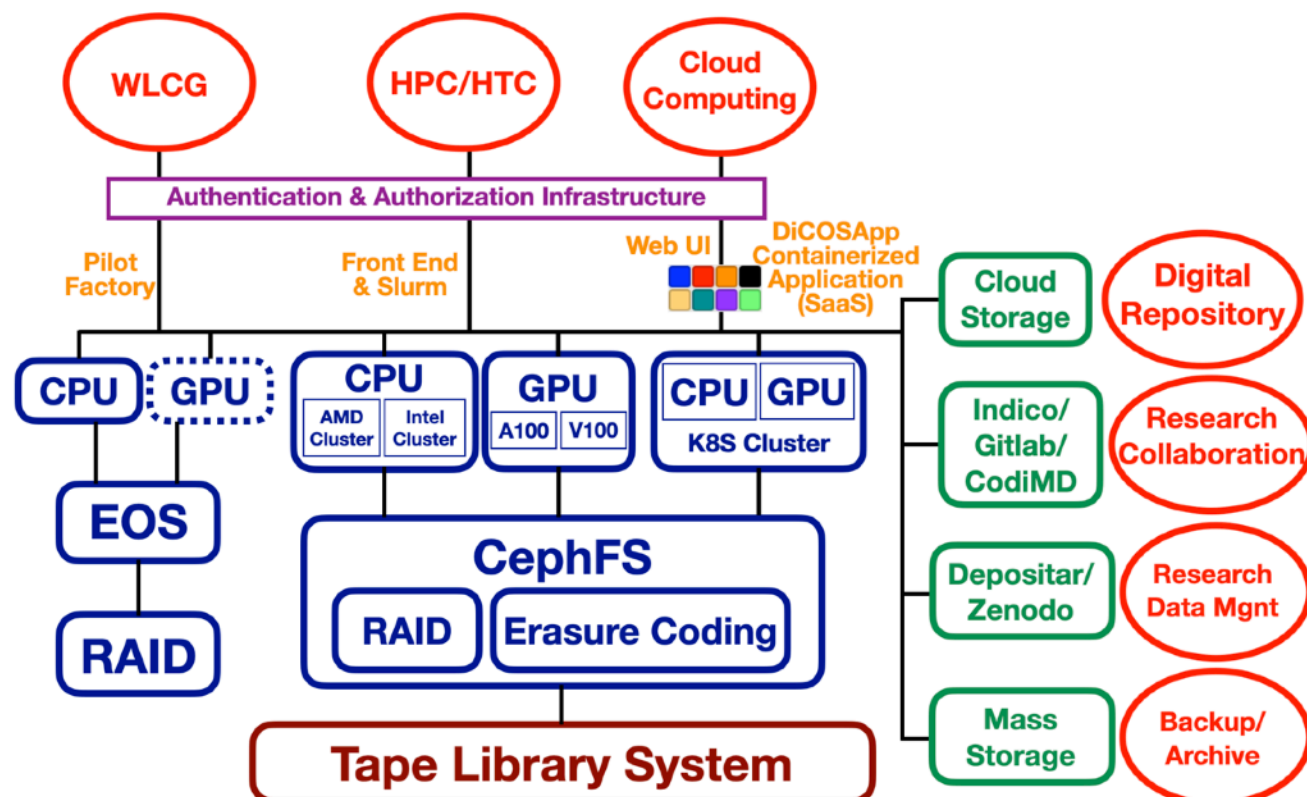 WLCG
HPC/HTC
Cloud
Computing
Authentication & Authorization Infrastructure
Pilot
Factory
Front End
& Slurm
Web UI
DiCOSApp
Containerized
Application
(SaaS)
Cloud
Storage
Digital
Repository
CPU
GPU
CPU
AMD
Cluster
Intel
Cluster
GPU
A100
V100
CPU
GPU
K8S Cluster
Indico/
Gitlab/
CodiMD
Research
Collaboration
EOS
RAID
CephFS
RAID
Erasure Coding
Depositar/
Zenodo
Research
Data Mgnt
Mass
Storage
Backup/
Archive
Tape Library System